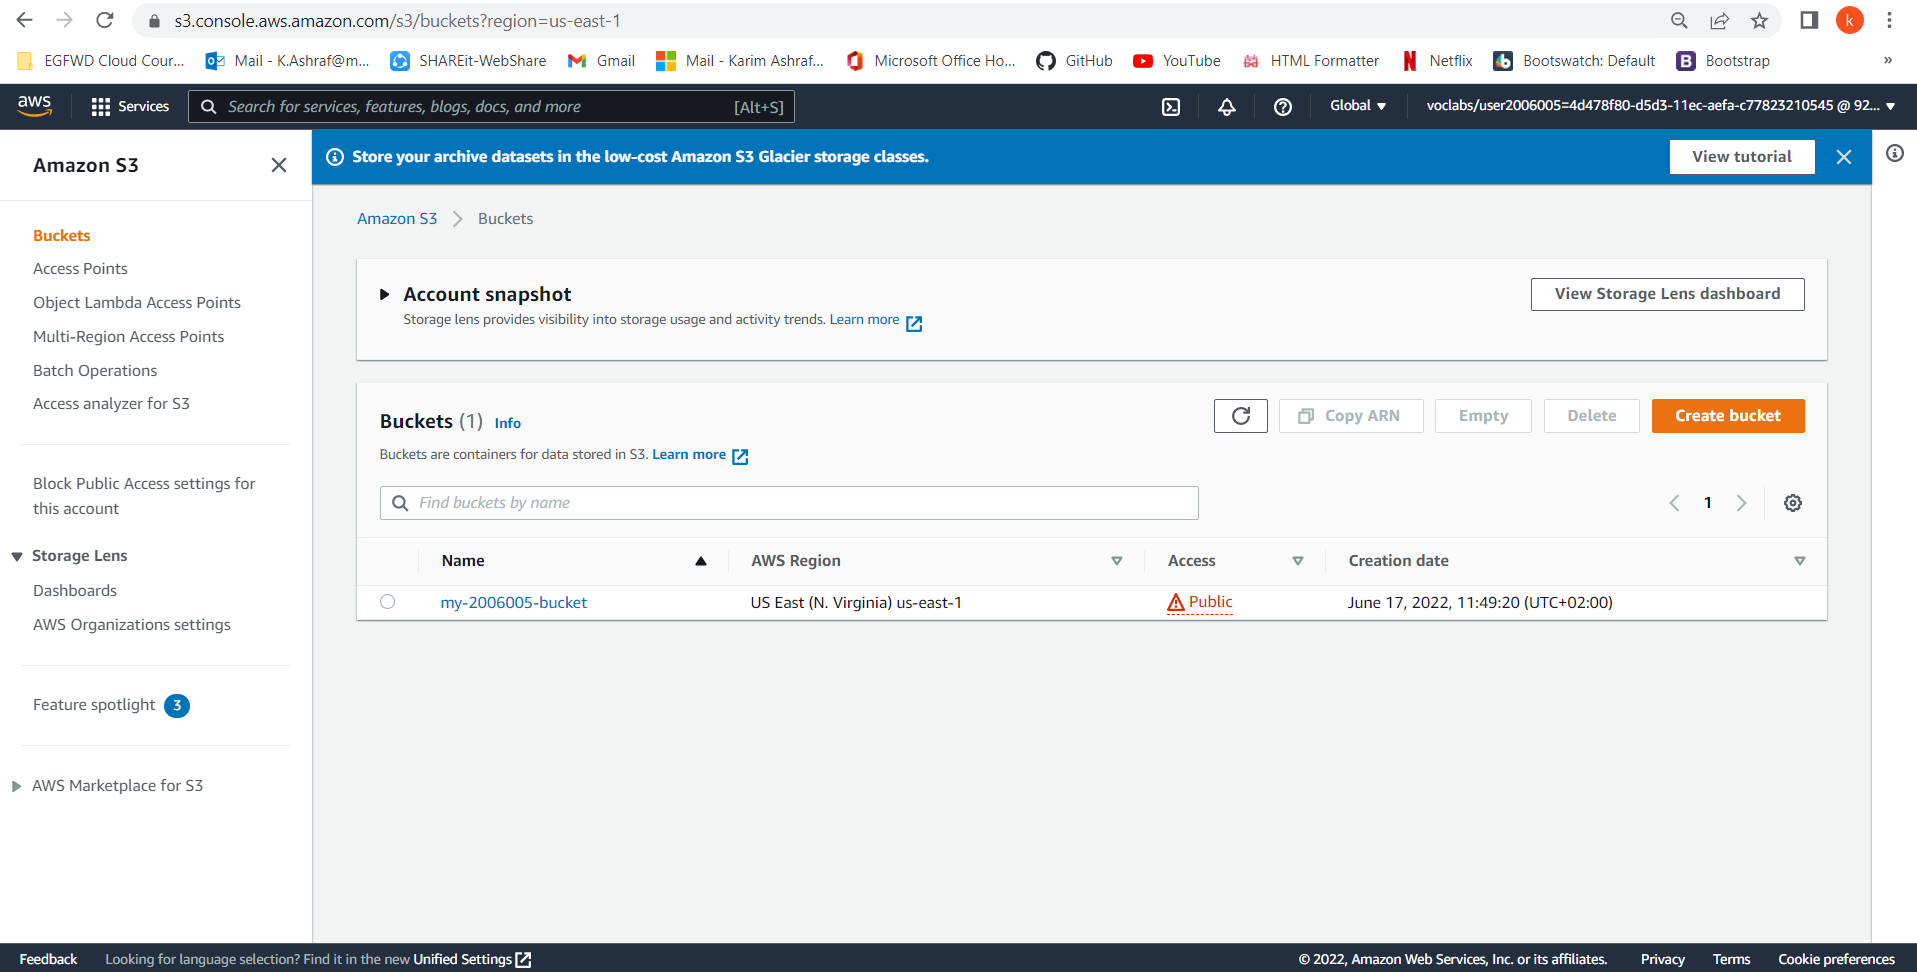 s3.console.aws.amazon.com/s3/buckets?region=us-east-1
k
EGFWD Cloud Cour... Mail - K.Ashraf@m... SHAREit-WebShare Gmail Mail - Karim Ashraf... Microsoft Office Ho... GitHub YouTube HTML Formatter Netflix Bootswatch: Default Bootstrap »
aws Services Search for services, features, blogs, docs, and more [Alt+S] Global voclabs/user2006005=4d478f80-d5d3-11ec-aefa-c77823210545 @ 92...
Amazon S3
Buckets
Access Points
Object Lambda Access Points
Multi-Region Access Points
Batch Operations
Access analyzer for S3
Block Public Access settings for
this account
Storage Lens
Dashboards
AWS Organizations settings
Feature spotlight 3
AWS Marketplace for S3
Store your archive datasets in the low-cost Amazon S3 Glacier storage classes. View tutorial
Amazon S3 Buckets
Account snapshot View Storage Lens dashboard
Storage lens provides visibility into storage usage and activity trends. Learn more
Buckets (1) Info Copy ARN Empty Delete Create bucket
Buckets are containers for data stored in S3. Learn more
Find buckets by name 1
Name AWS Region Access Creation date
my-2006005-bucket US East (N. Virginia) us-east-1 Public June 17, 2022, 11:49:20 (UTC+02:00)
Feedback Looking for language selection? Find it in the new Unified Settings © 2022, Amazon Web Services, Inc. or its affiliates. Privacy Terms Cookie preferences